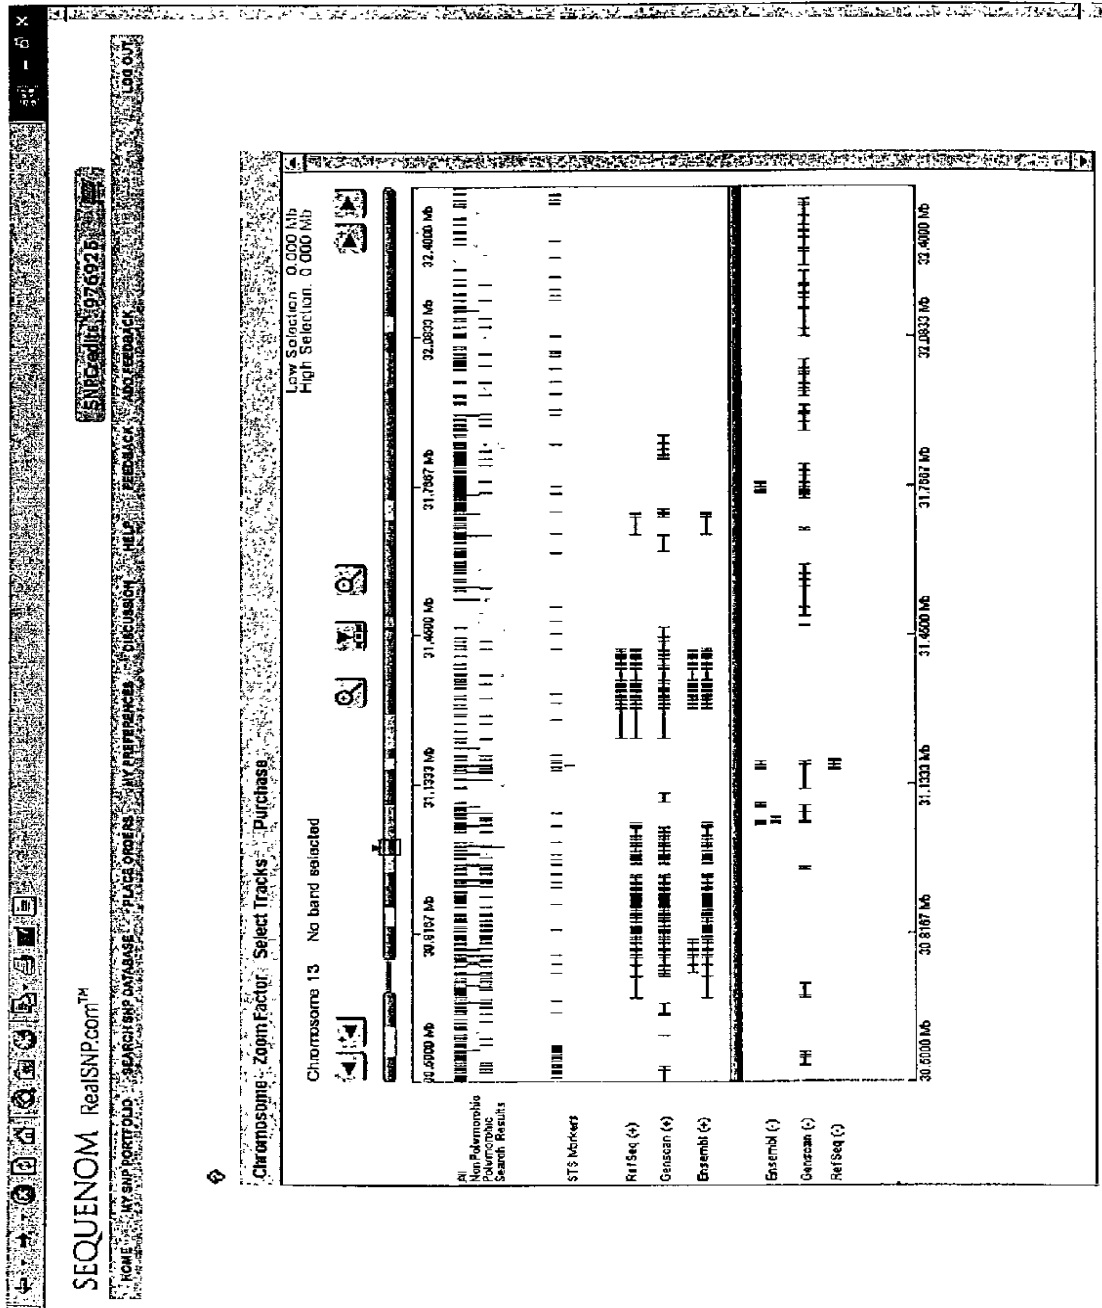 SEQUENOM RealSNP.com™
SNPCredits: 976925
HOME MY SNP PORTFOLIO SEARCH SNP DATABASE PLACE ORDERS MY PREFERENCES DISCUSSION HELP FEEDBACK ADD FEEDBACK LOG OUT
Chromosome Zoom Factor Select Tracks Purchase
Chromosome 13 No band selected
Low Selection 0.000 Mb
High Selection 0.000 Mb
30.5000 Mb 30.8167 Mb 31.1333 Mb 31.4500 Mb 31.7667 Mb 32.0833 Mb 32.4000 Mb
All
NonPolymorphic
Polymorphic
Search Results
STS Markers
RefSeq (+)
Genscan (+)
Ensembl (+)
Ensembl (-)
Genscan (-)
RefSeq (-)
30.5000 Mb 30.8167 Mb 31.1333 Mb 31.4500 Mb 31.7667 Mb 32.0833 Mb 32.4000 Mb